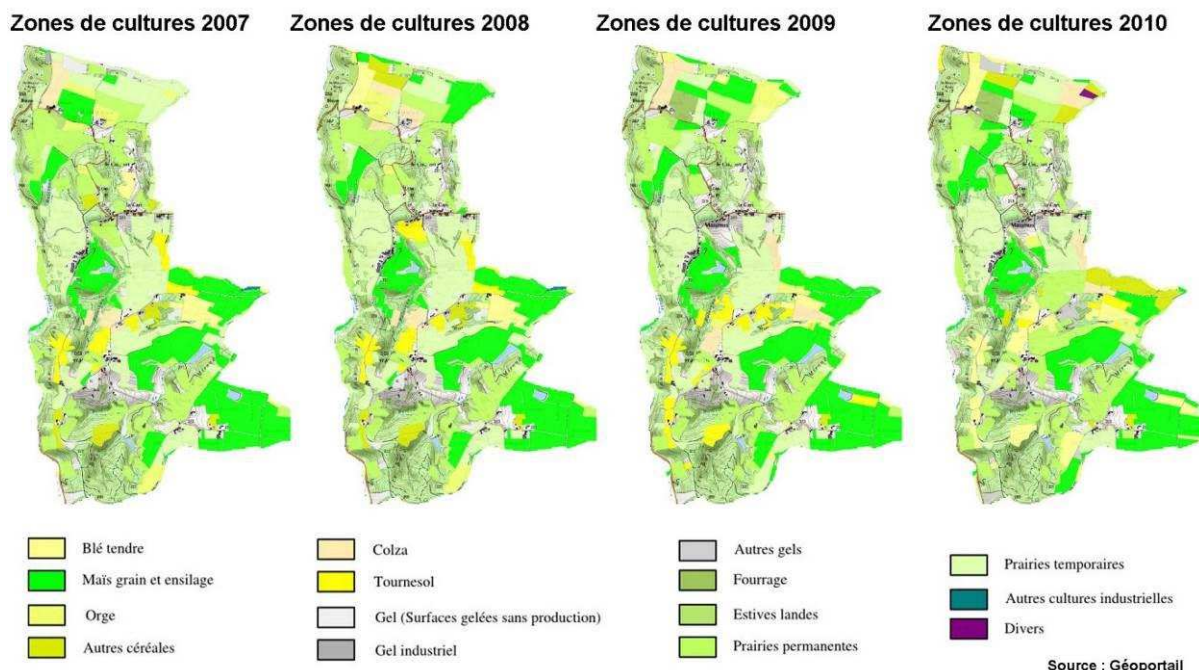 Zones de cultures 2007
Zones de cultures 2008
Zones de cultures 2009
Zones de cultures 2010
Blé tendre
Maïs grain et ensilage
Orge
Autres céréales
Colza
Tournesol
Gel (Surfaces gelées sans production)
Gel industriel
Autres gels
Fourrage
Estives landes
Prairies permanentes
Prairies temporaires
Autres cultures industrielles
Divers
Source : Géoportail